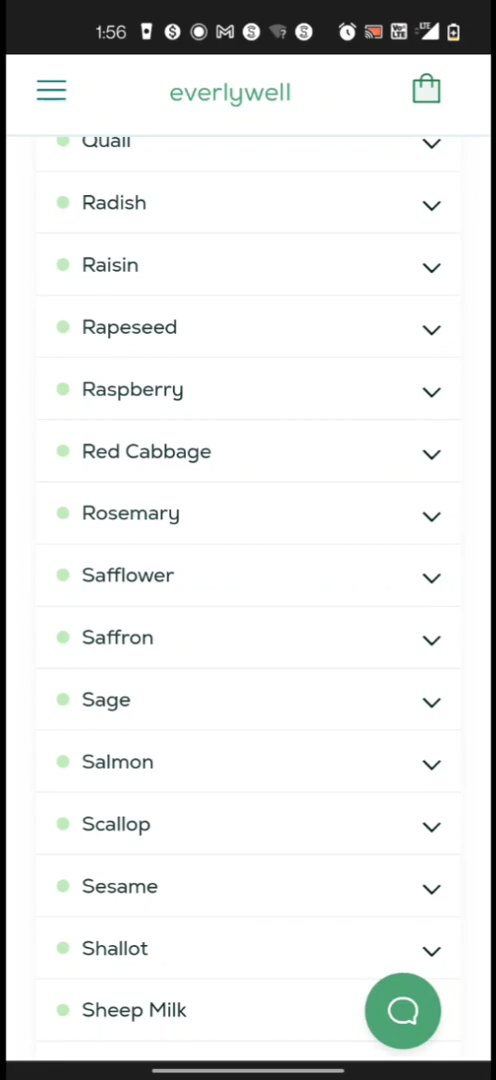 1:56
everlywell
Quail
Radish
Raisin
Rapeseed
Raspberry
Red Cabbage
Rosemary
Safflower
Saffron
Sage
Salmon
Scallop
Sesame
Shallot
Sheep Milk